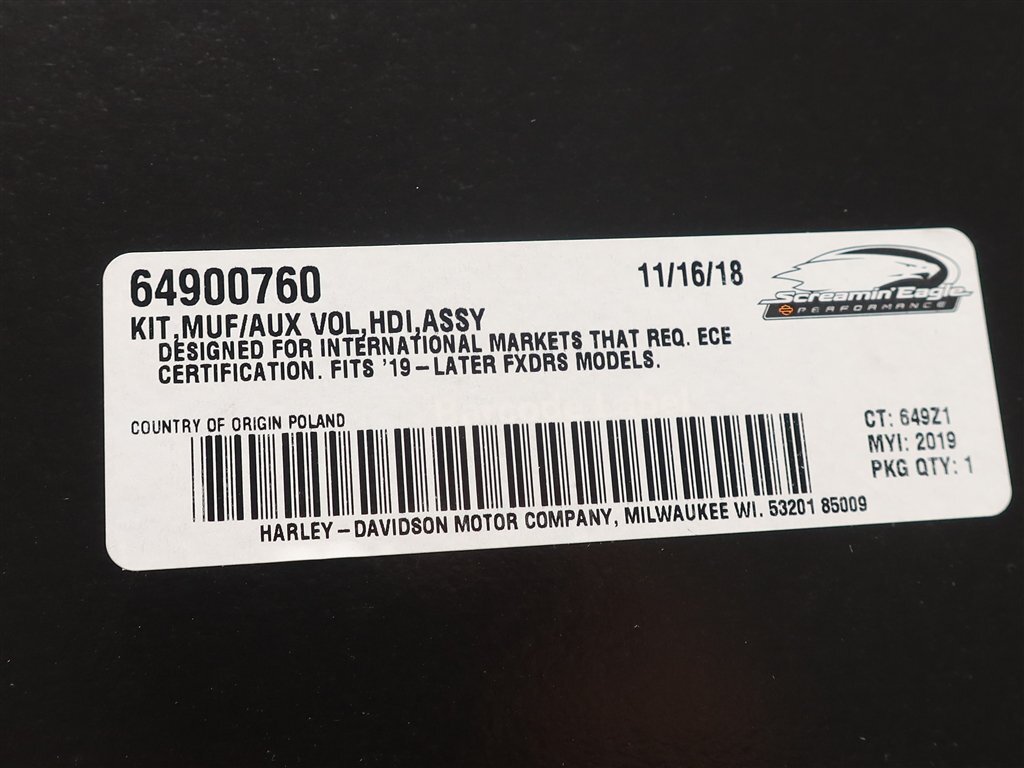 64900760
11/16/18
Screamin' Eagle
PERFORMANCE
KIT,MUF/AUX VOL,HDI,ASSY
DESIGNED FOR INTERNATIONAL MARKETS THAT REQ. ECE
CERTIFICATION. FITS '19-LATER FXDRS MODELS.
Barcode Label
COUNTRY OF ORIGIN POLAND
CT: 649Z1
MYI: 2019
PKG QTY: 1
HARLEY-DAVIDSON MOTOR COMPANY, MILWAUKEE WI. 53201 85009